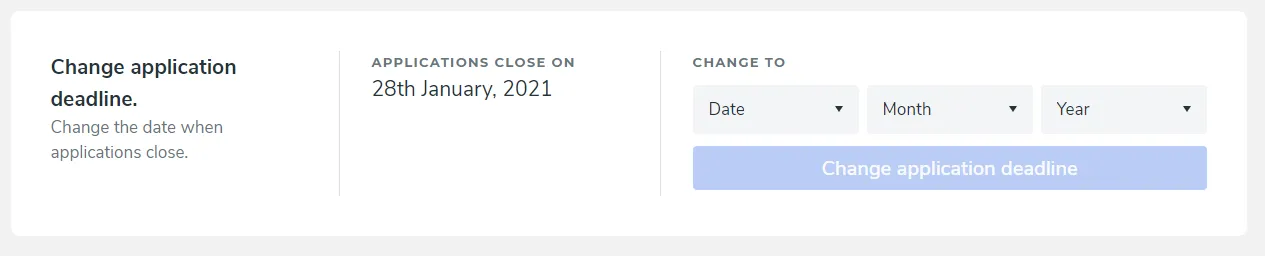 Change application
deadline.
Change the date when
applications close.
APPLICATIONS CLOSE ON
28th January, 2021
CHANGE TO
Date
Month
Year
Change application deadline